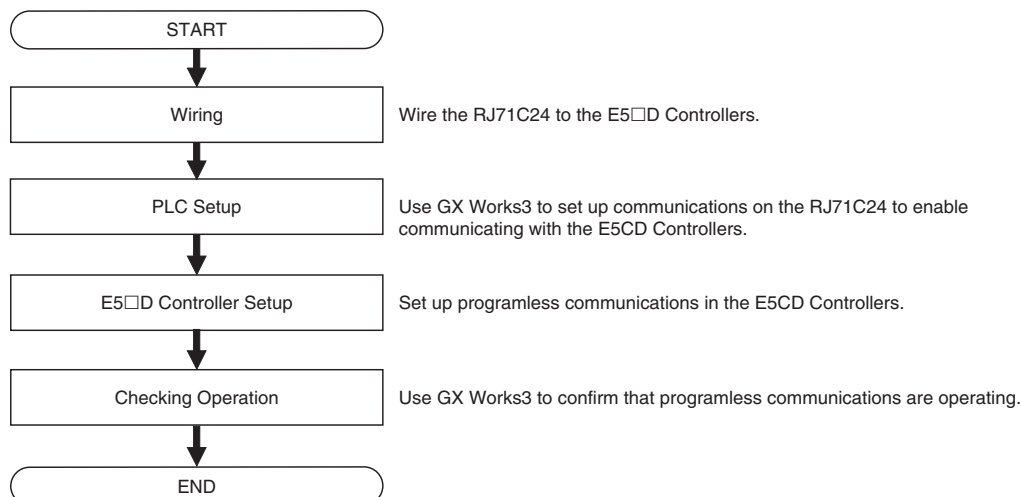 START
Wiring
Wire the RJ71C24 to the E5□D Controllers.
PLC Setup
Use GX Works3 to set up communications on the RJ71C24 to enable
communicating with the E5CD Controllers.
E5□D Controller Setup
Set up programless communications in the E5CD Controllers.
Checking Operation
Use GX Works3 to confirm that programless communications are operating.
END